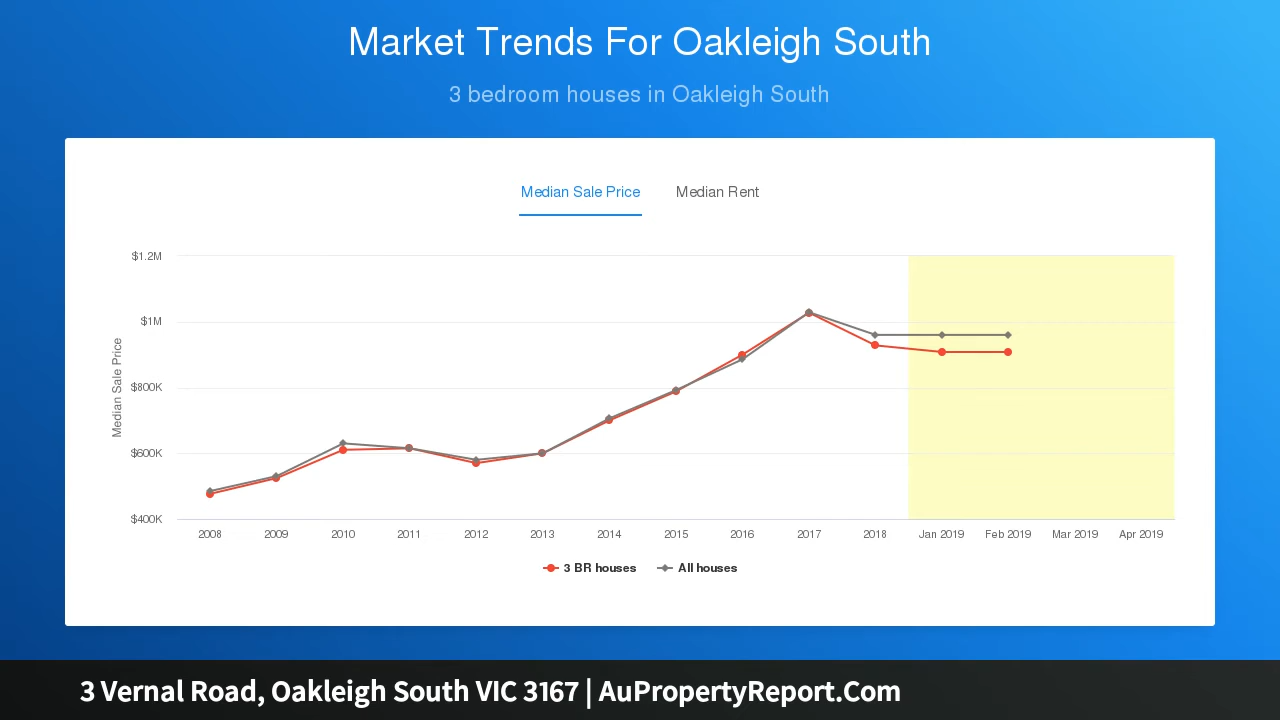 Market Trends For Oakleigh South
3 bedroom houses in Oakleigh South
Median Sale Price Median Rent
Median Sale Price
$1.2M
$1M
$800K
$600K
$400K
2008 2009 2010 2011 2012 2013 2014 2015 2016 2017 2018 Jan 2019 Feb 2019 Mar 2019 Apr 2019
3 BR houses All houses
3 Vernal Road, Oakleigh South VIC 3167 | AuPropertyReport.Com